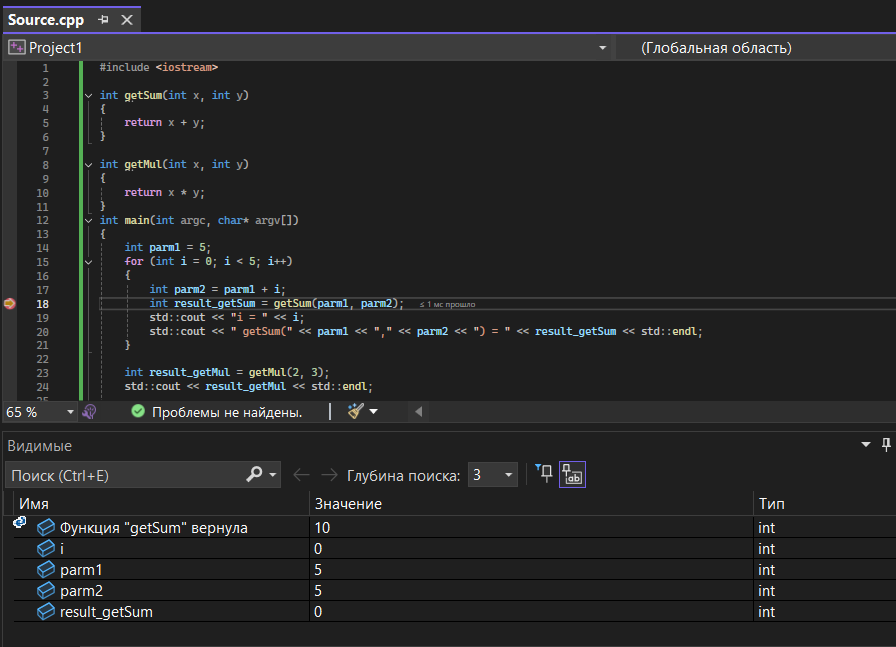 Source.cpp
Project1 (Глобальная область)
1 #include <iostream>
2
3 int getSum(int x, int y)
4 {
5 return x + y;
6 }
7
8 int getMul(int x, int y)
9 {
10 return x * y;
11 }
12 int main(int argc, char* argv[])
13 {
14 int parm1 = 5;
15 for (int i = 0; i < 5; i++)
16 {
17 int parm2 = parm1 + i;
18 int result_getSum = getSum(parm1, parm2); ≤ 1 мс прошло
19 std::cout << "i = " << i;
20 std::cout << " getSum(" << parm1 << "," << parm2 << ") = " << result_getSum << std::endl;
21 }
22
23 int result_getMul = getMul(2, 3);
24 std::cout << result_getMul << std::endl;
25
65 % Проблемы не найдены.
Видимые
Поиск (Ctrl+E) Глубина поиска: 3
Имя Значение Тип
Функция "getSum" вернула 10 int
i 0 int
parm1 5 int
parm2 5 int
result_getSum 0 int